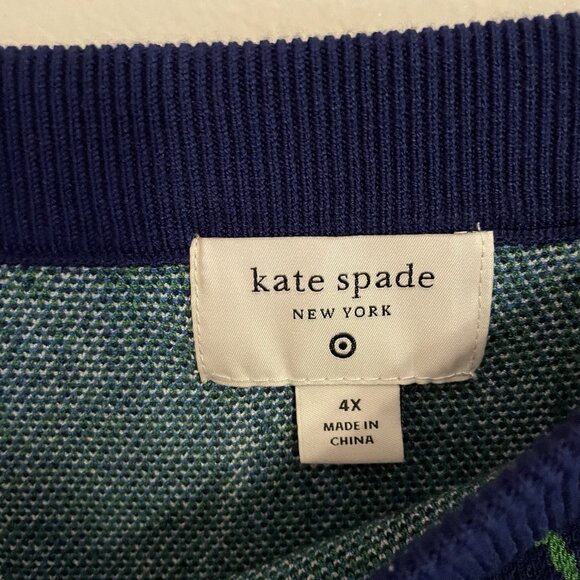 kate spade
NEW YORK
4X
MADE IN
CHINA